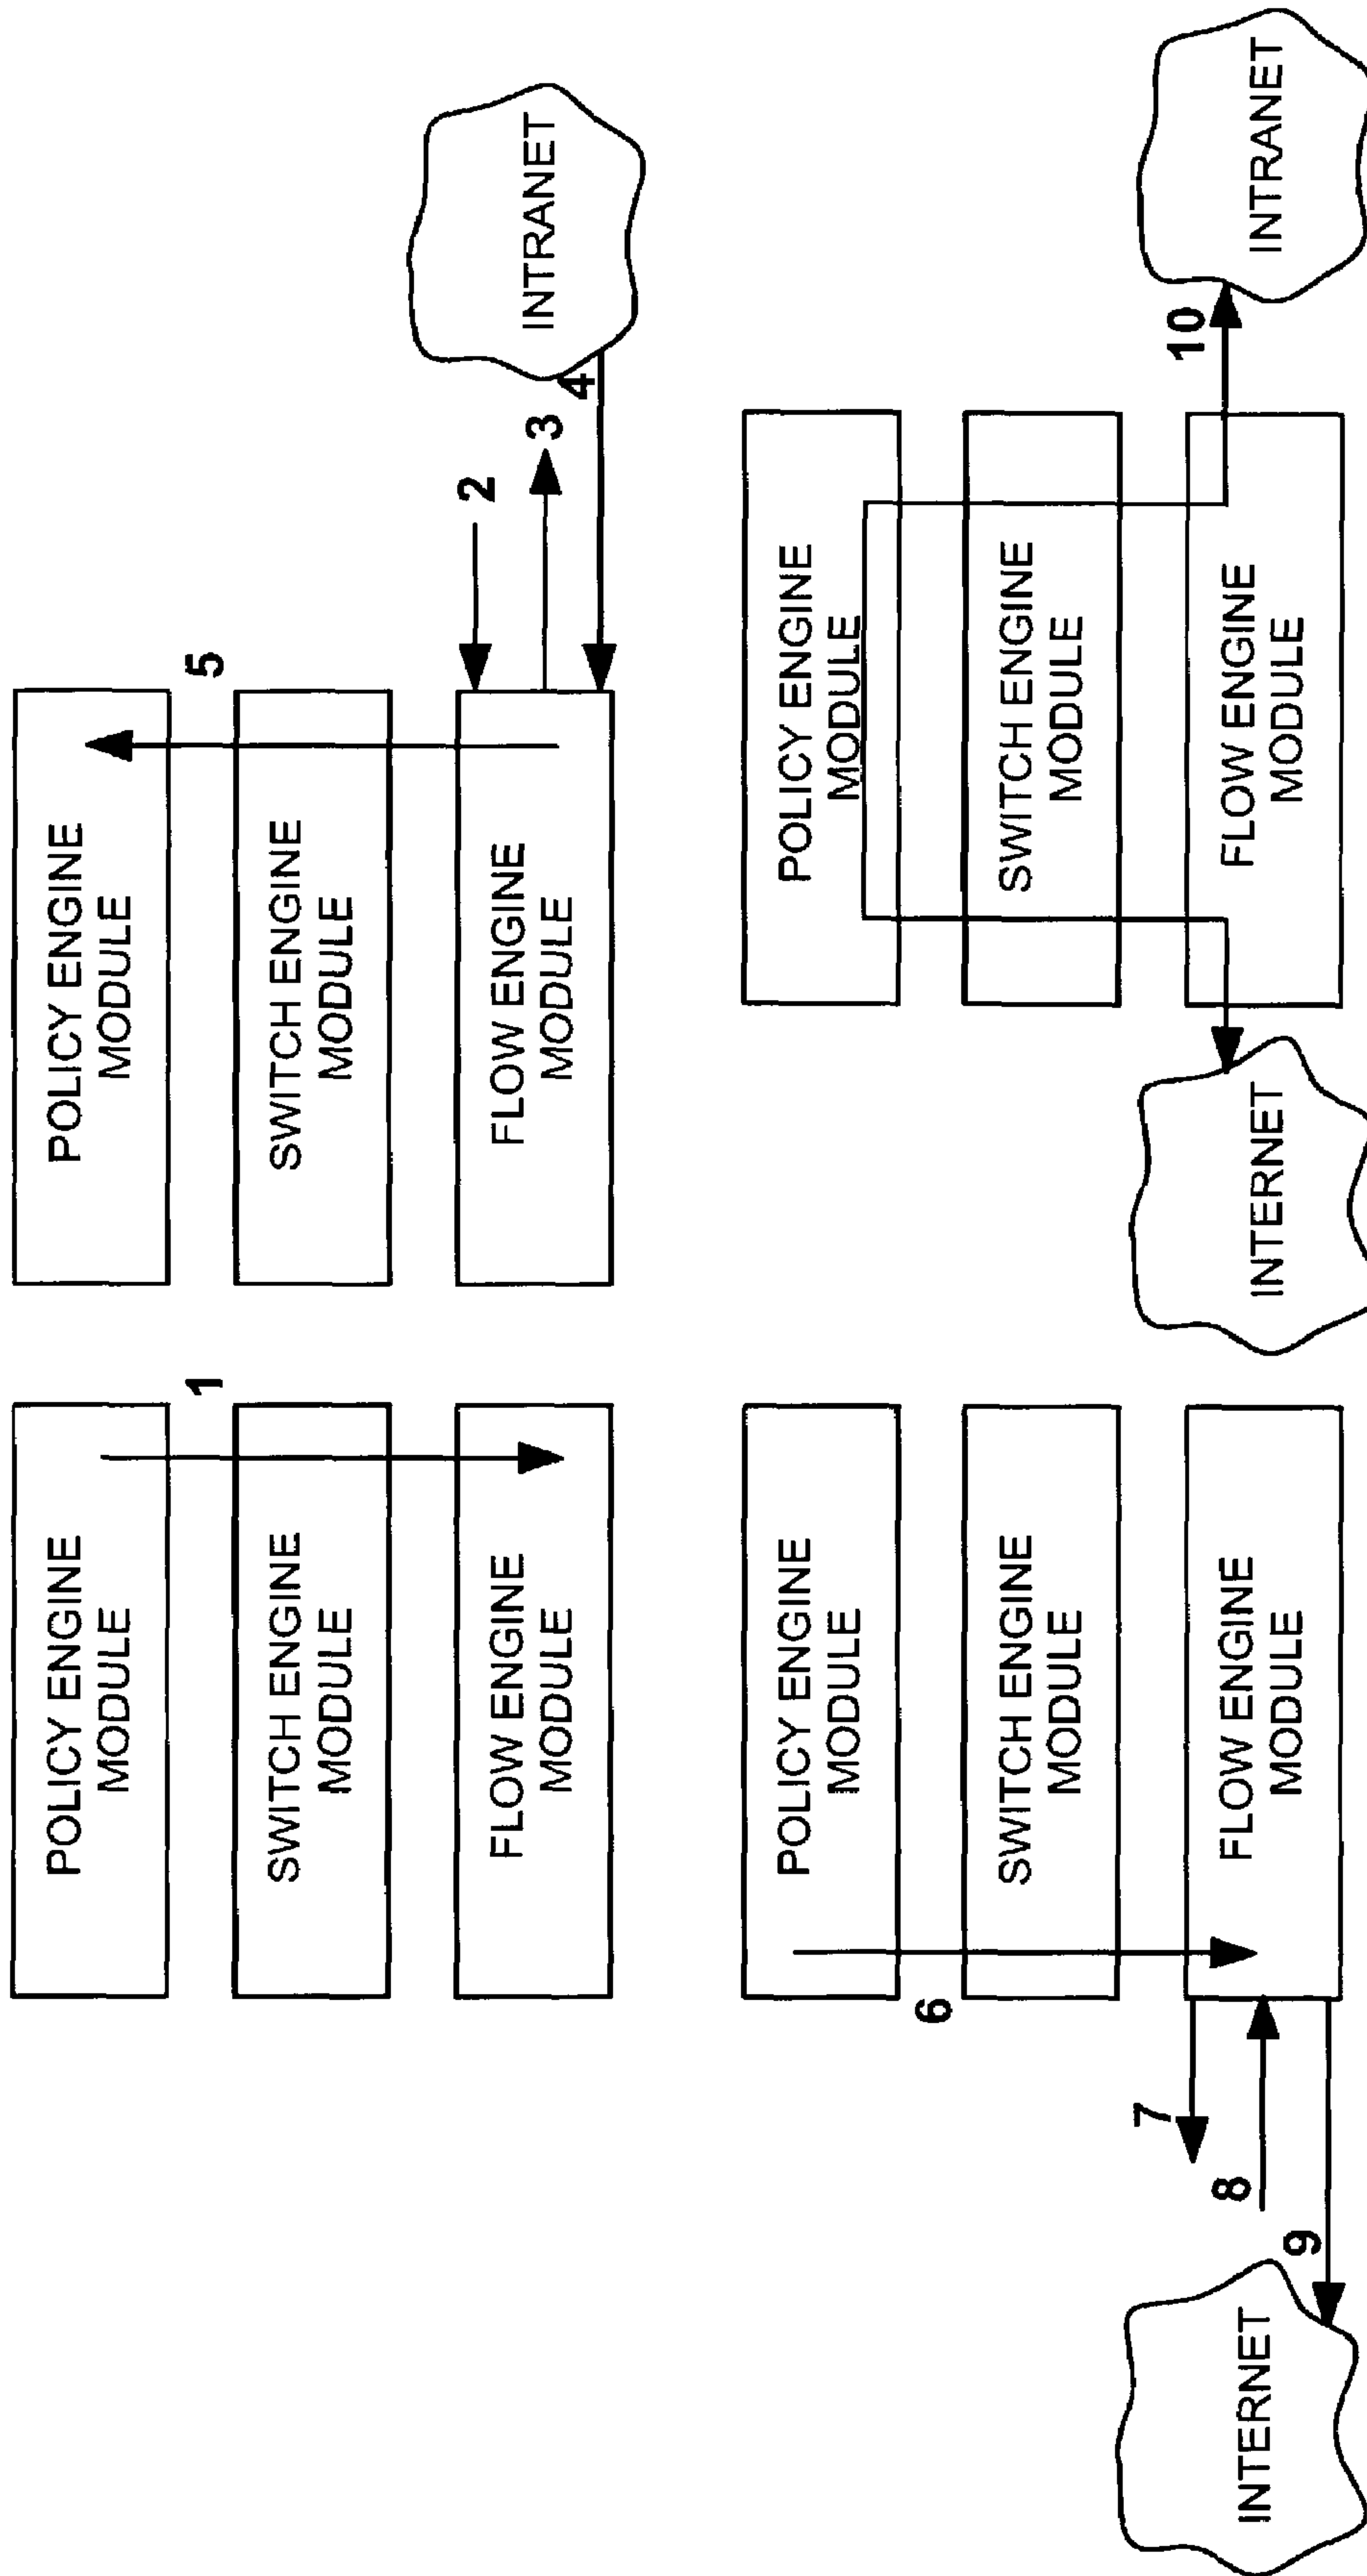 POLICY ENGINE
MODULE
1
SWITCH ENGINE
MODULE
FLOW ENGINE
MODULE
POLICY ENGINE
MODULE
5
SWITCH ENGINE
MODULE
FLOW ENGINE
MODULE
2
3
4
INTRANET
POLICY ENGINE
MODULE
6
SWITCH ENGINE
MODULE
FLOW ENGINE
MODULE
7
8
9
INTERNET
POLICY ENGINE
MODULE
SWITCH ENGINE
MODULE
FLOW ENGINE
MODULE
10
INTERNET
INTRANET